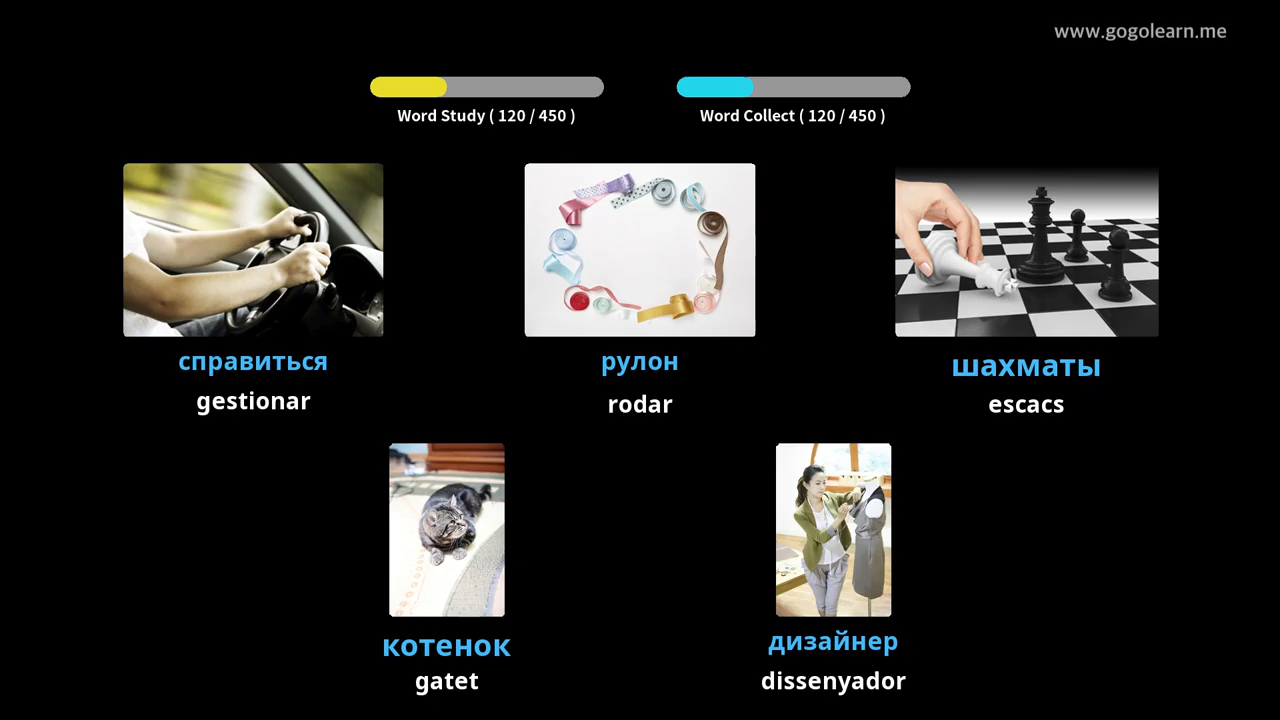 www.gogolearn.me
Word Study ( 120 / 450 )
Word Collect ( 120 / 450 )
справиться
gestionar
рулон
rodar
шахматы
escacs
котенок
gatet
дизайнер
dissenyador